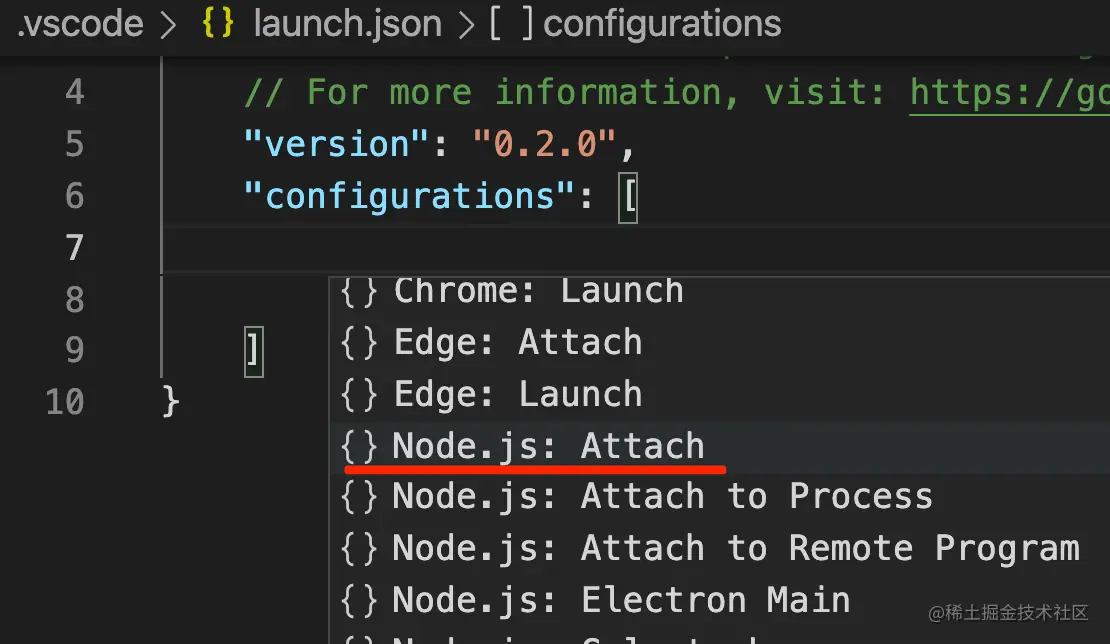 .vscode > {} launch.json > [ ] configurations
4 // For more information, visit: https://go
5 "version": "0.2.0",
6 "configurations": [
7
8
{} Chrome: Launch
{} Edge: Attach
9 ]
{} Edge: Launch
10 }
{} Node.js: Attach
{} Node.js: Attach to Process
{} Node.js: Attach to Remote Program
{} Node.js: Electron Main
@稀土掘金技术社区